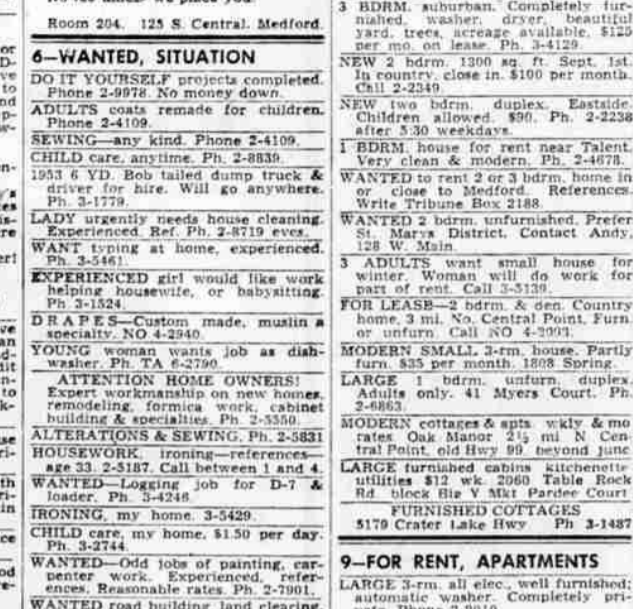 Room 204. 125 S. Central. Medford.
6—WANTED, SITUATION
DO IT YOURSELF projects completed.
Phone 2-9978. No money down.
ADULTS coats remade for children.
Phone 2-4109.
SEWING—any kind. Phone 2-4109.
CHILD care, anytime. Ph. 2-8839.
1953 6 YD. Bob tailed dump truck &
driver for hire. Will go anywhere.
Ph. 3-1779.
LADY urgently needs house cleaning.
Experienced. Ref. Ph. 2-8719 eves.
WANT typing at home, experienced.
Ph. 3-5461.
EXPERIENCED girl would like work
helping housewife, or babysitting.
Ph. 3-1524.
DRAPES—Custom made, muslin a
specialty. NO 4-2940.
YOUNG woman wants job as dish-
washer. Ph. TA 6-2790.
ATTENTION HOME OWNERS!
Expert workmanship on new homes,
remodeling, formica work, cabinet
building & specialties. Ph. 2-5550.
ALTERATIONS & SEWING. Ph. 2-5831
HOUSEWORK, ironing—references—
age 33. 2-5187. Call between 1 and 4.
WANTED—Logging job for D-7 &
loader. Ph. 3-4246.
IRONING, my home. 3-5429.
CHILD care, my home, $1.50 per day.
Ph. 3-2744.
WANTED—Odd jobs of painting, car-
penter work. Experienced, refer-
ences, Reasonable rates. Ph. 2-7901.
WANTED road building land clearing,
3 BDRM. suburban. Completely fur-
nished, washer, dryer, beautiful
yard, trees, acreage available, $125
per mo. on lease. Ph. 3-4129.
NEW 2 bdrm. 1300 sq. ft. Sept. 1st.
In country, close in. $100 per month.
Call 2-2349.
NEW two bdrm. duplex. Eastside.
Children allowed. $90. Ph. 2-2238
after 5:30 weekdays.
1 BDRM. house for rent near Talent.
Very clean & modern. Ph. 2-4678.
WANTED to rent 2 or 3 bdrm. home in
or close to Medford. References.
Write Tribune Box 2188.
WANTED 2 bdrm. unfurnished. Prefer
St. Marys District. Contact Andy,
128 W. Main.
3 ADULTS want small house for
winter. Woman will do work for
part of rent. Call 3-5139.
FOR LEASE—2 bdrm. & den. Country
home, 3 mi. No. Central Point. Furn.
or unfurn. Call NO 4-2093.
MODERN SMALL 3-rm. house. Partly
furn. $35 per month. 1808 Spring.
LARGE 1 bdrm. unfurn. duplex.
Adults only. 41 Myers Court. Ph.
2-6863.
MODERN cottages & apts. wkly & mo
rates. Oak Manor 2½ mi. N Cen-
tral Point, old Hwy 99, beyond junc
LARGE furnished cabins kitchenette
utilities $12 wk. 2060 Table Rock
Rd. block Big Y Mkt Pardee Court
FURNISHED COTTAGES
5179 Crater Lake Hwy Ph 3-1487
9—FOR RENT, APARTMENTS
LARGE 3-rm. all elec., well furnished;
automatic washer. Completely pri-